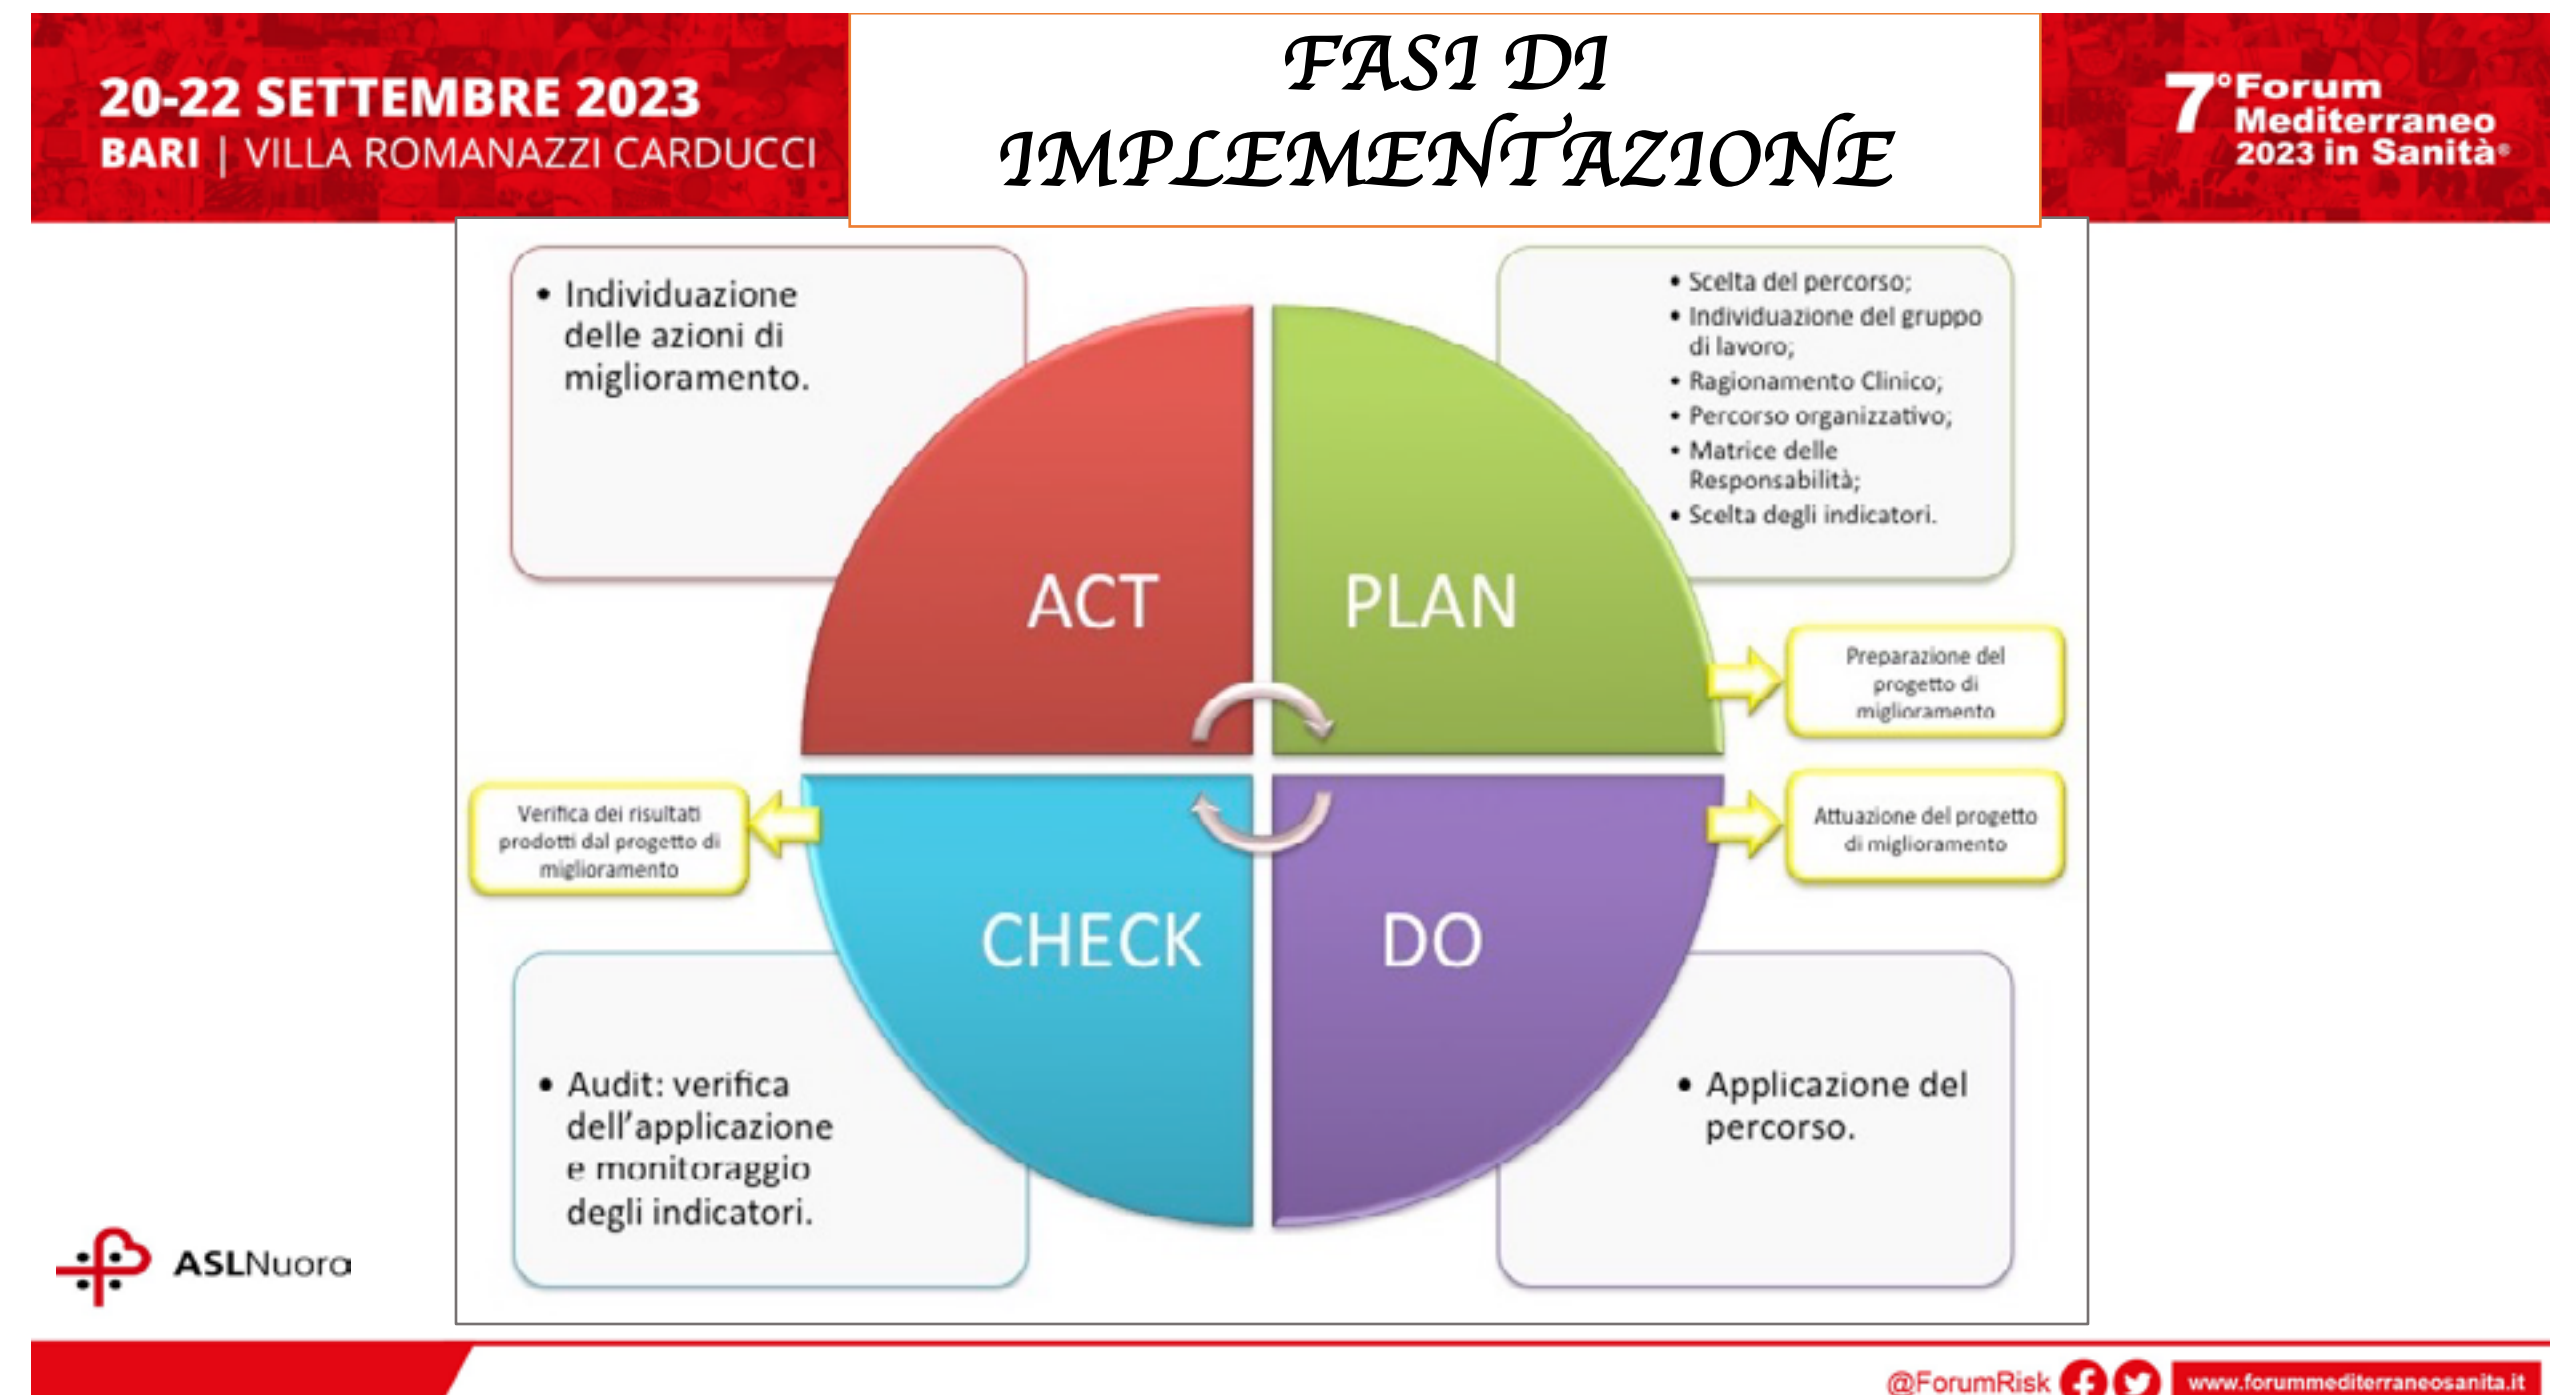 20-22 SETTEMBRE 2023
BARI | VILLA ROMANAZZI CARDUCCI
FASI DI
IMPLEMENTAZIONE
7° Forum
Mediterraneo
2023 in Sanità®
• Individuazione
delle azioni di
miglioramento.
• Scelta del percorso;
• Individuazione del gruppo
di lavoro;
• Ragionamento Clinico;
• Percorso organizzativo;
• Matrice delle
Responsabilità;
• Scelta degli indicatori.
ACT
PLAN
Preparazione del
progetto di
miglioramento
Verifica dei risultati
prodotti dal progetto di
miglioramento
Attuazione del progetto
di miglioramento
CHECK
DO
• Audit: verifica
dell’applicazione
e monitoraggio
degli indicatori.
• Applicazione del
percorso.
ASLNuoro
@ForumRisk
www.forummediterraneosanita.it